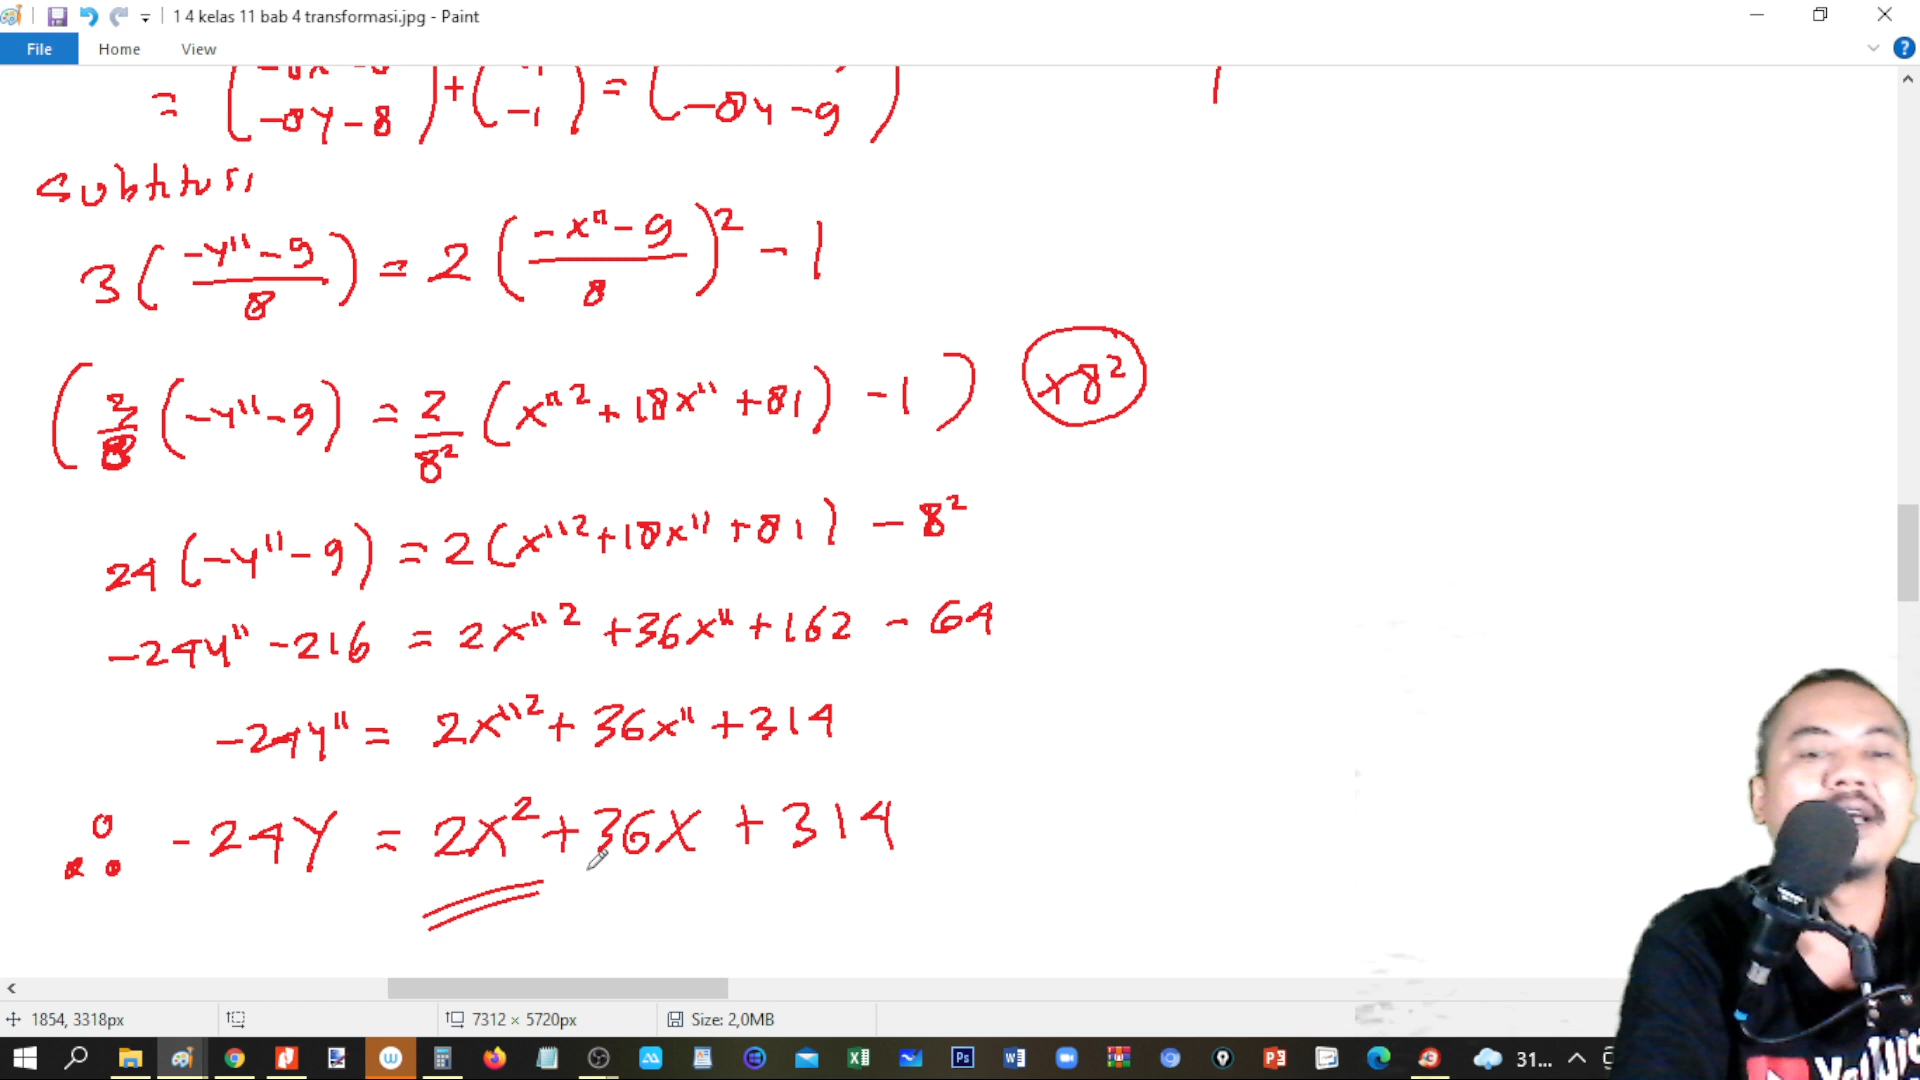 1 4 kelas 11 bab 4 transformasi.jpg - Paint
File Home View
= (-8y-8) + (-1) = (-8y-9)
Subtitusi
3((-y''-9)/8) = 2((-x''-9)/8)² - 1
(3/8 (-y''-9) = 2/8² (x''² + 18x'' + 81) - 1) x8²
24(-y''-9) = 2(x''² + 18x'' + 81) - 8²
-24y'' - 216 = 2x''² + 36x'' + 162 - 64
-24y'' = 2x''² + 36x'' + 314
∴ -24y = 2x² + 36x + 314
1854, 3318px 7312 × 5720px Size: 2,0MB
31...